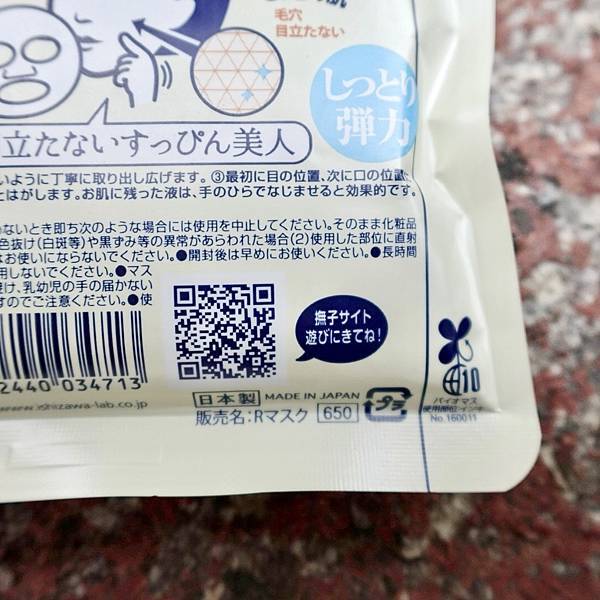 毛穴
目立たない
しっとり
弾力
立たないすっぴん美人
いように丁寧に取り出し広げます。③最初に目の位置、次に口の位置、
とはがします。お肌に残った液は、手のひらでなじませると効果的です。
ないとき即ち次のような場合には使用を中止してください。そのまま化粧品
色抜け(白斑等)や黒ずみ等の異常があらわれた場合(2)使用した部位に直射
はお使いにならないでください。●開封後は早めにお使いください。●長時間
用しないでください。●マス
受け、乳幼児の手の届かない
すのでご注意ください。●使
撫子サイト
遊びにきてね!
2440 034713
zawa-lab.co.jp
日本製 MADE IN JAPAN
販売名:Rマスク 650
プラ
10
バイオマス
使用部位:インキ
No.160011